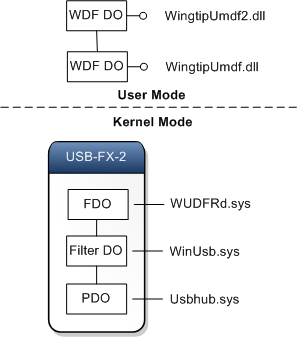 WDF DO WingtipUmdf2.dll
WDF DO WingtipUmdf.dll
User Mode
Kernel Mode
USB-FX-2
FDO WUDFRd.sys
Filter DO WinUsb.sys
PDO Usbhub.sys